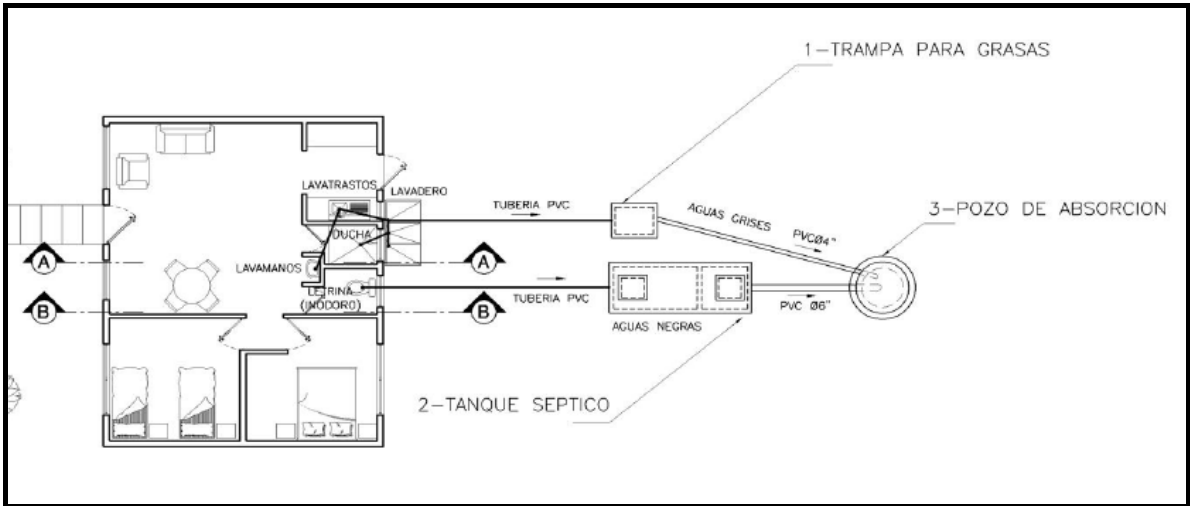 1-TRAMPA PARA GRASAS
LAVATRASTOS
LAVADERO
TUBERIA PVC
AGUAS GRISES
PVCØ4"
3-POZO DE ABSORCION
DUCHA
A
A
LAVAMANOS
LETRINA
(INODORO)
B
B
TUBERIA PVC
AGUAS NEGRAS
PVC Ø6"
2-TANQUE SEPTICO